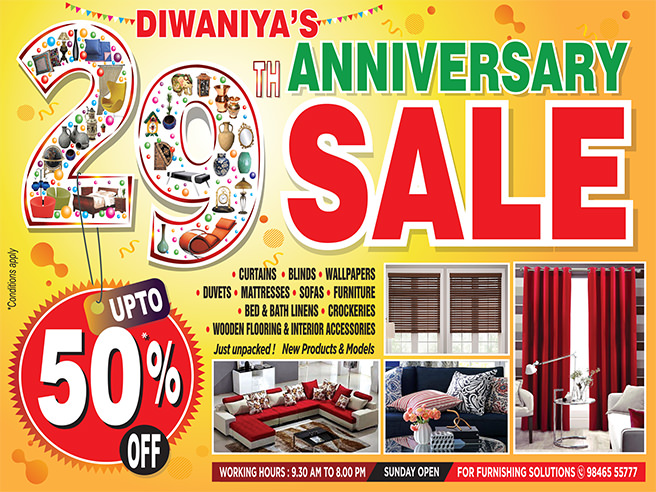 DIWANIYA'S
29TH ANNIVERSARY
SALE
*Conditions apply
UPTO
50%*
OFF
• CURTAINS • BLINDS • WALLPAPERS
• DUVETS • MATTRESSES • SOFAS • FURNITURE
• BED & BATH LINENS • CROCKERIES
• WOODEN FLOORING & INTERIOR ACCESSORIES
Just unpacked ! New Products & Models
WORKING HOURS : 9.30 AM TO 8.00 PM SUNDAY OPEN FOR FURNISHING SOLUTIONS 98465 55777